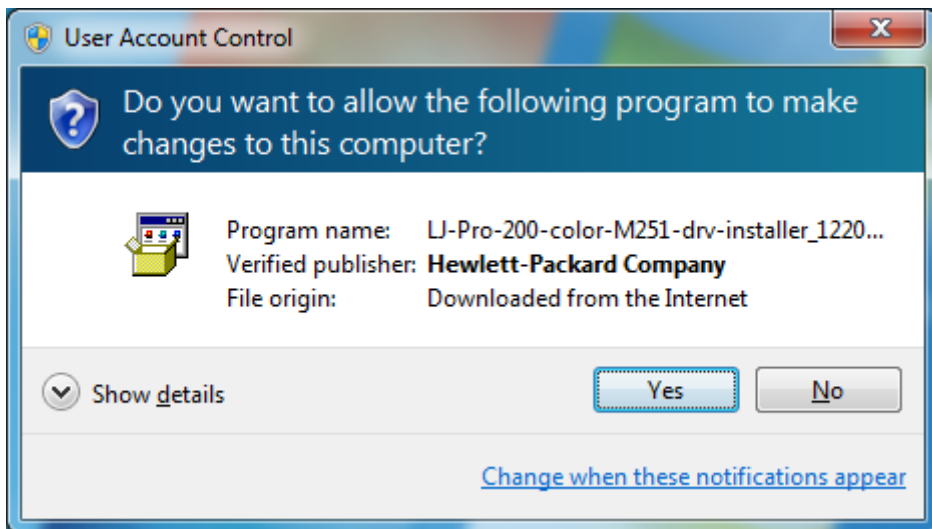 User Account Control
Do you want to allow the following program to make
changes to this computer?
Program name: LJ-Pro-200-color-M251-drv-installer_1220...
Verified publisher: Hewlett-Packard Company
File origin: Downloaded from the Internet
Show details
Yes No
Change when these notifications appear